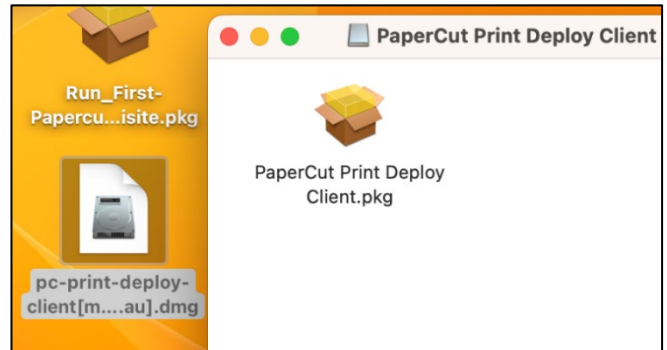 Run_First-
Papercu...isite.pkg
pc-print-deploy-
client[m....au].dmg
PaperCut Print Deploy Client
PaperCut Print Deploy
Client.pkg